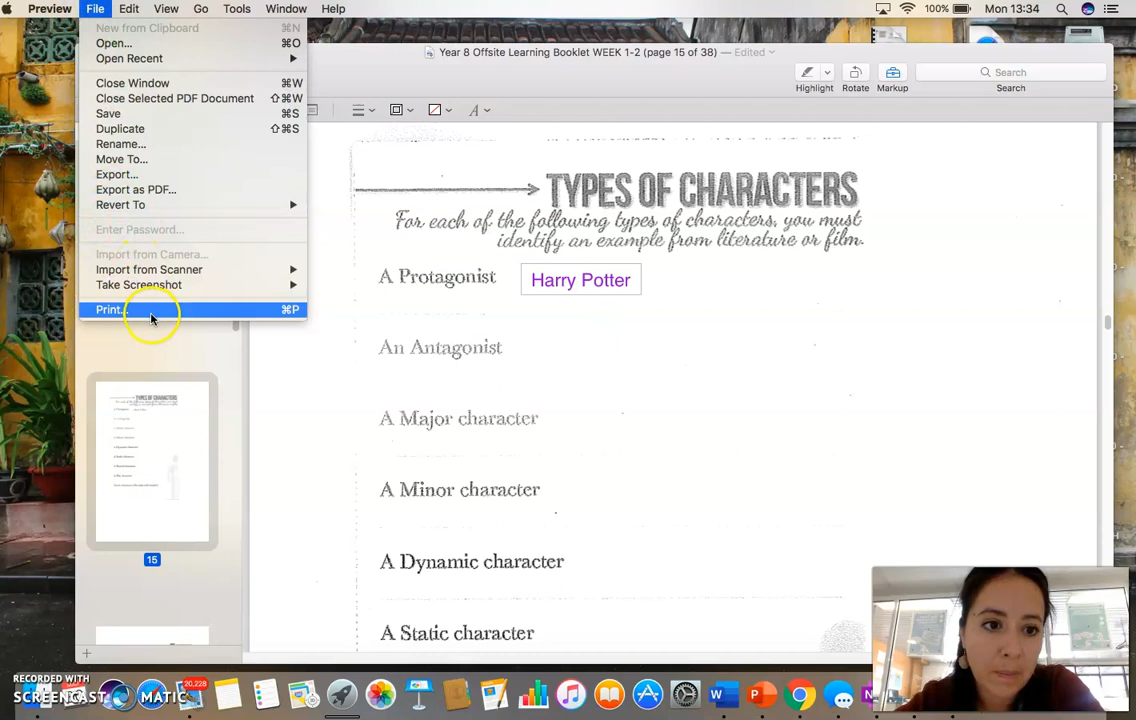 Preview File Edit View Go Tools Window Help 100% Mon 13:34
New from Clipboard ⌘N
Open... ⌘O
Open Recent
Close Window ⌘W
Close Selected PDF Document ⇧⌘W
Save ⌘S
Duplicate ⇧⌘S
Rename...
Move To...
Export...
Export as PDF...
Revert To
Enter Password...
Import from Camera...
Import from Scanner
Take Screenshot
Print... ⌘P
Year 8 Offsite Learning Booklet WEEK 1-2 (page 15 of 38) — Edited
Search
Highlight Rotate Markup Search
A
TYPES OF CHARACTERS
For each of the following types of characters, you must
identify an example from literature or film.
A Protagonist Harry Potter
An Antagonist
A Major character
A Minor character
A Dynamic character
A Static character
TYPES OF CHARACTERS
15
RECORDED WITH
SCREENCAST MATIC
20,228
W P N